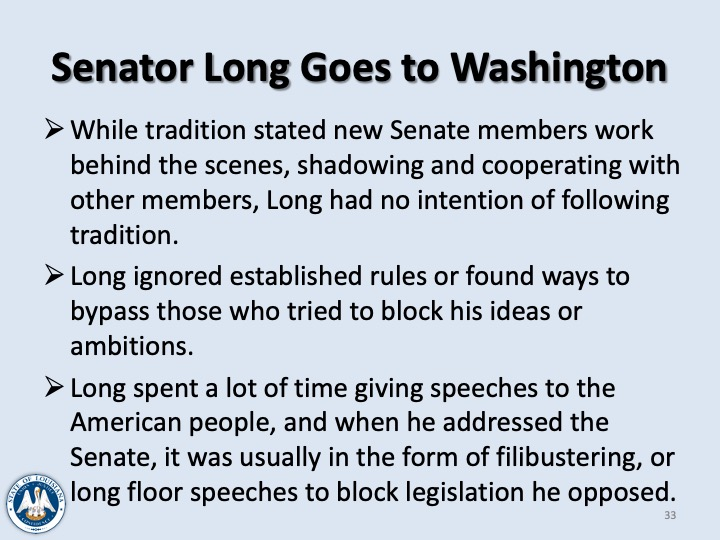 Senator Long Goes to Washington
➢ While tradition stated new Senate members work
behind the scenes, shadowing and cooperating with
other members, Long had no intention of following
tradition.
➢ Long ignored established rules or found ways to
bypass those who tried to block his ideas or
ambitions.
➢ Long spent a lot of time giving speeches to the
American people, and when he addressed the
Senate, it was usually in the form of filibustering, or
long floor speeches to block legislation he opposed.
STATE OF LOUISIANA
CONFIDENCE
33